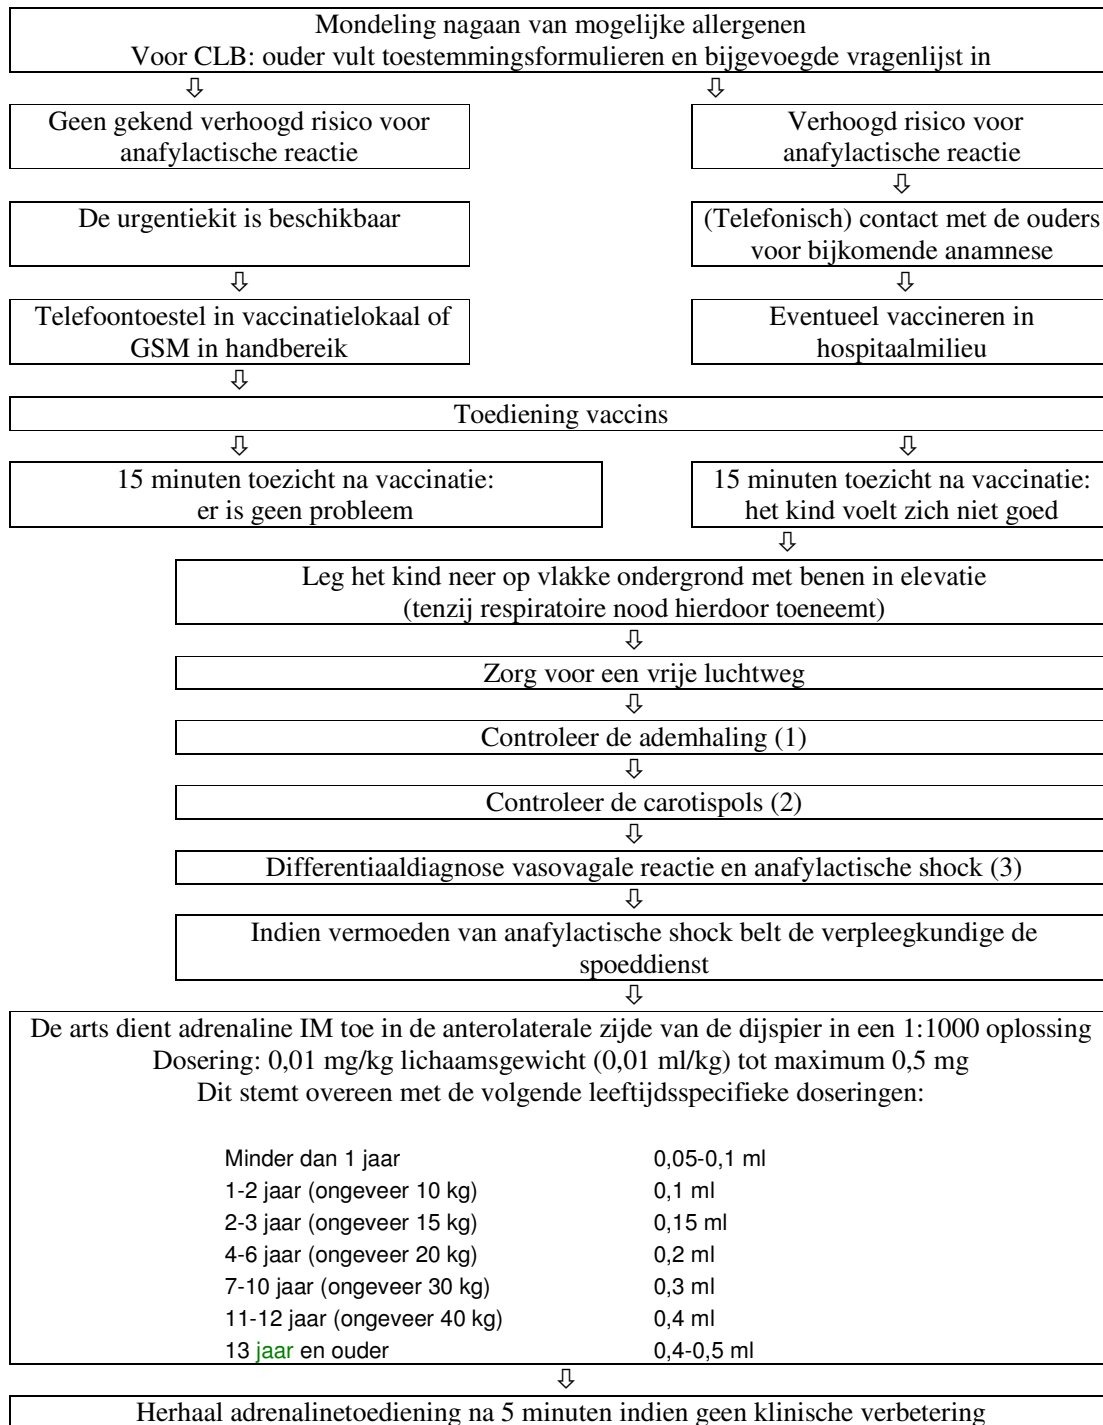 Mondeling nagaan van mogelijke allergenen
Voor CLB: ouder vult toestemmingsformulieren en bijgevoegde vragenlijst in
⇩ ⇩
Geen gekend verhoogd risico voor
anafylactische reactie
Verhoogd risico voor
anafylactische reactie
⇩
De urgentiekit is beschikbaar
(Telefonisch) contact met de ouders
voor bijkomende anamnese
⇩ ⇩
Telefoontoestel in vaccinatielokaal of
GSM in handbereik
Eventueel vaccineren in
hospitaalmilieu
⇩
Toediening vaccins
⇩ ⇩
15 minuten toezicht na vaccinatie:
er is geen probleem
15 minuten toezicht na vaccinatie:
het kind voelt zich niet goed
⇩
Leg het kind neer op vlakke ondergrond met benen in elevatie
(tenzij respiratoire nood hierdoor toeneemt)
⇩
Zorg voor een vrije luchtweg
⇩
Controleer de ademhaling (1)
⇩
Controleer de carotispols (2)
⇩
Differentiaaldiagnose vasovagale reactie en anafylactische shock (3)
⇩
Indien vermoeden van anafylactische shock belt de verpleegkundige de
spoeddienst
⇩
De arts dient adrenaline IM toe in de anterolaterale zijde van de dijspier in een 1:1000 oplossing
Dosering: 0,01 mg/kg lichaamsgewicht (0,01 ml/kg) tot maximum 0,5 mg
Dit stemt overeen met de volgende leeftijdsspecifieke doseringen:
Minder dan 1 jaar 0,05-0,1 ml
1-2 jaar (ongeveer 10 kg) 0,1 ml
2-3 jaar (ongeveer 15 kg) 0,15 ml
4-6 jaar (ongeveer 20 kg) 0,2 ml
7-10 jaar (ongeveer 30 kg) 0,3 ml
11-12 jaar (ongeveer 40 kg) 0,4 ml
13 jaar en ouder 0,4-0,5 ml
⇩
Herhaal adrenalinetoediening na 5 minuten indien geen klinische verbetering